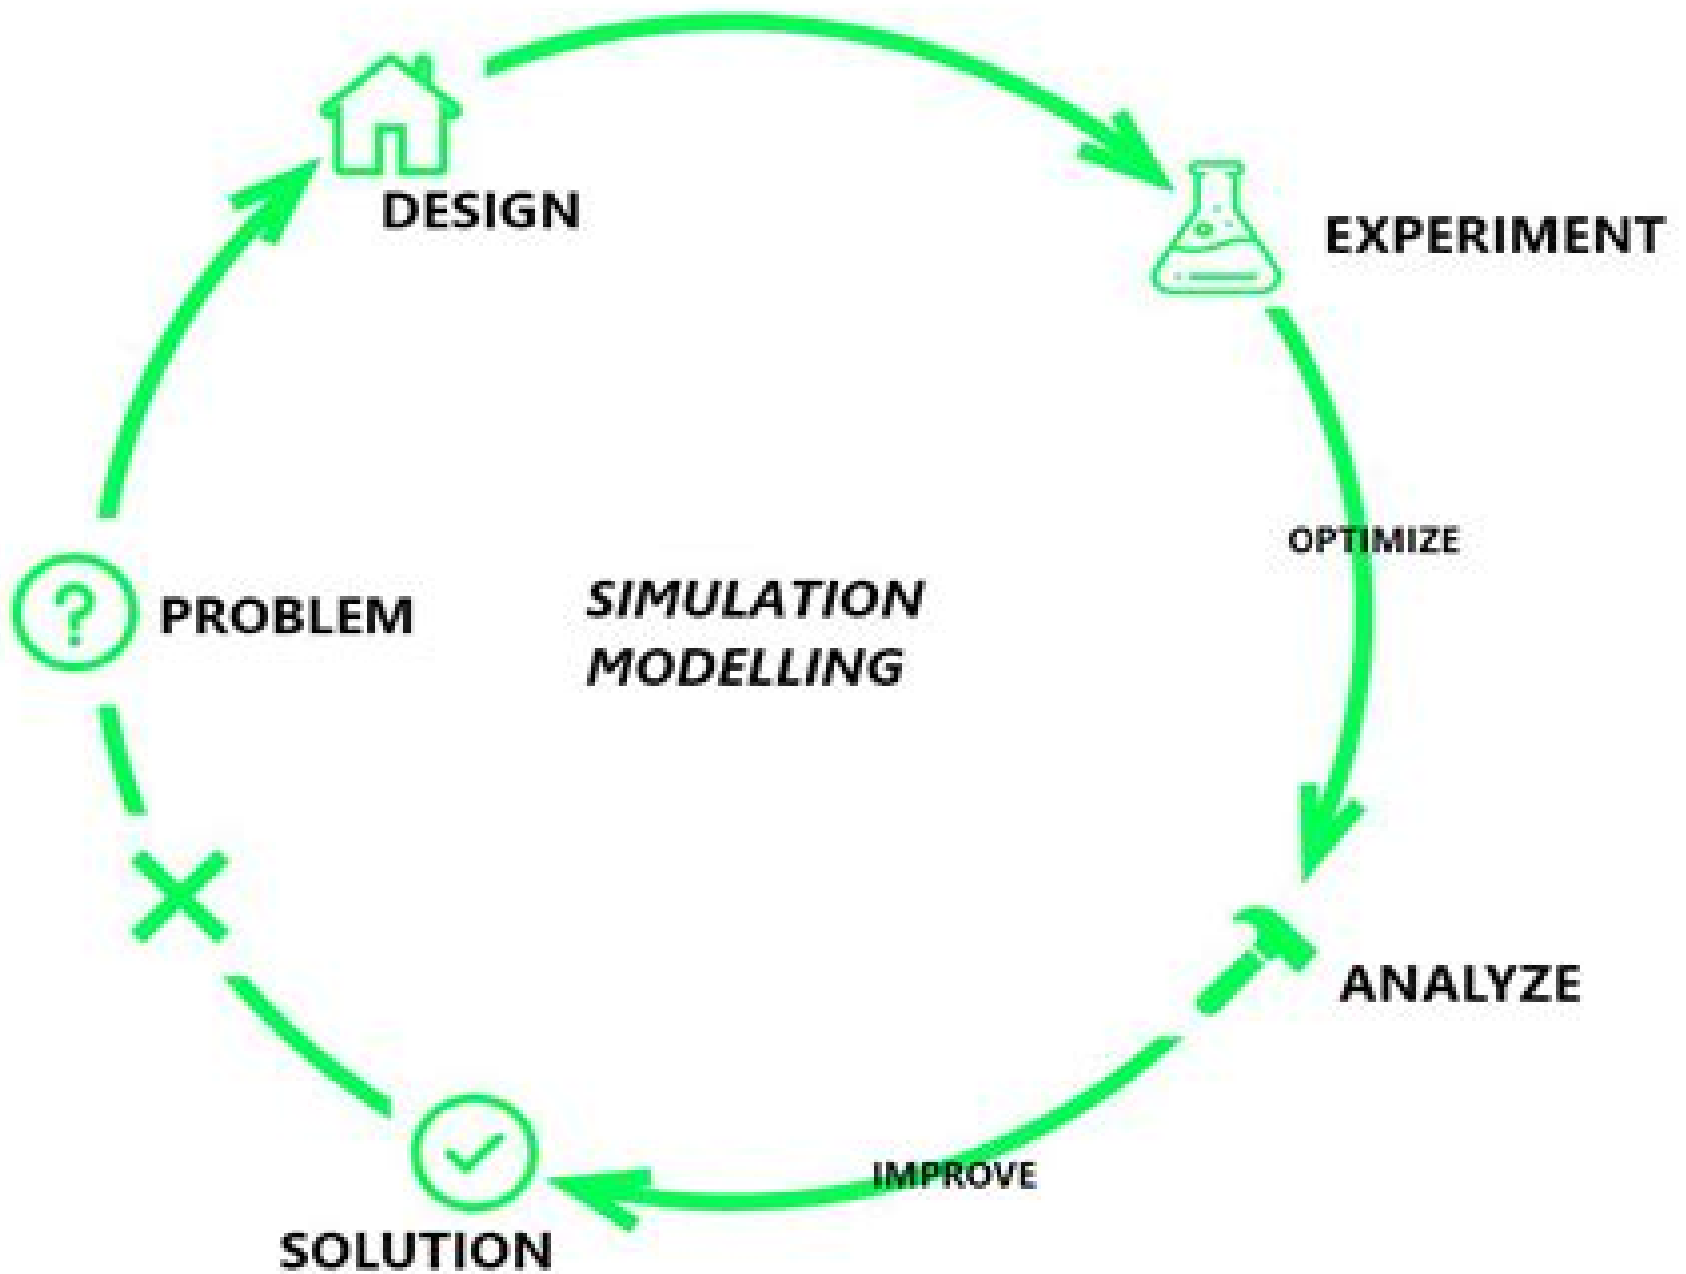 DESIGN
EXPERIMENT
OPTIMIZE
PROBLEM
?
SIMULATION
MODELLING
ANALYZE
IMPROVE
SOLUTION